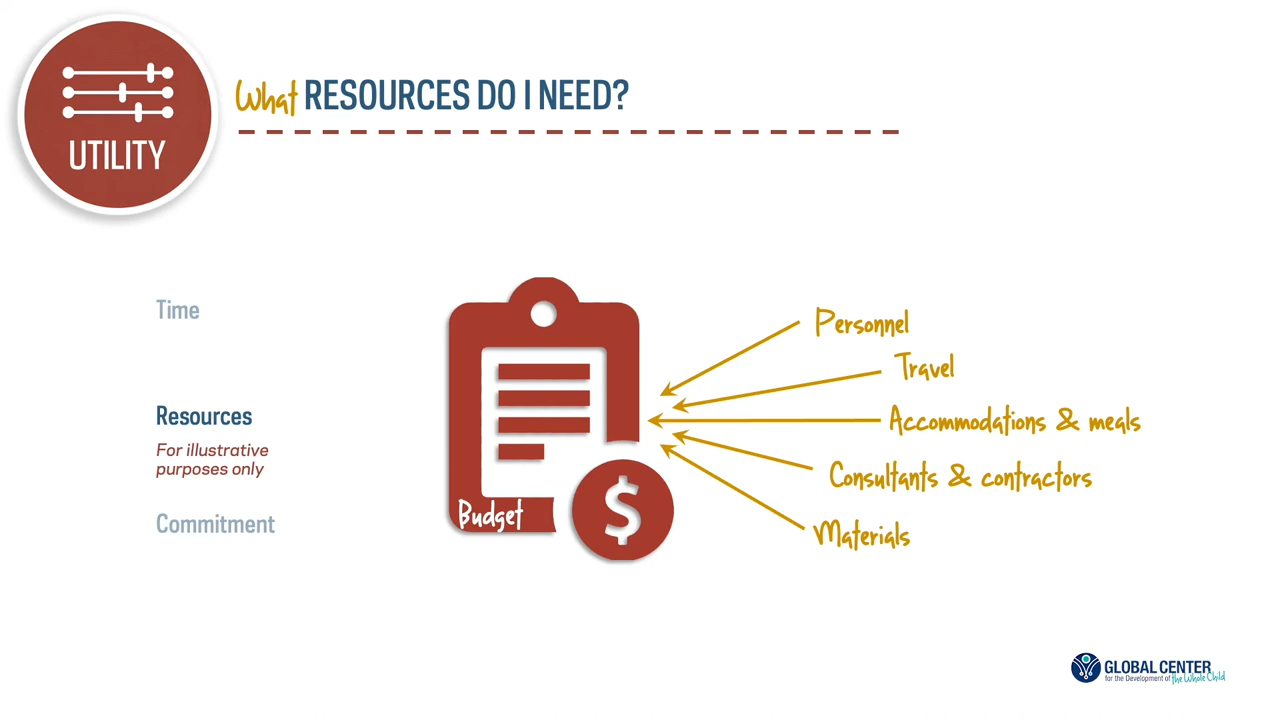 UTILITY
What RESOURCES DO I NEED?
Time
Resources
For illustrative
purposes only
Commitment
Budget
$
Personnel
Travel
Accommodations & meals
Consultants & contractors
Materials
GLOBAL CENTER
for the Development of the Whole Child